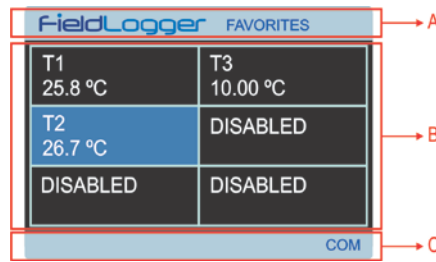 FieldLogger FAVORITES
A
T1
25.8 ºC
T3
10.00 ºC
B
T2
26.7 ºC
DISABLED
DISABLED
DISABLED
COM
C